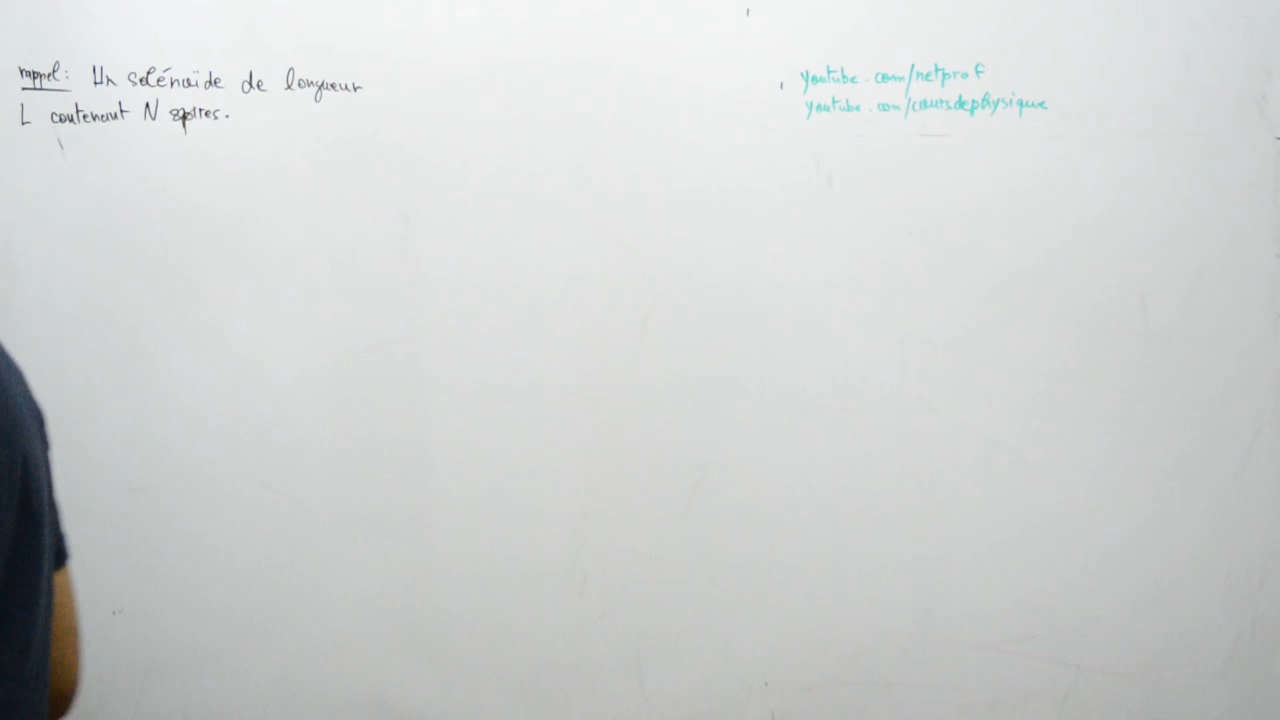 rappel: Un solénoïde de longueur
L contenant N spires.
youtube.com/netprof
youtube.com/coursdephysique